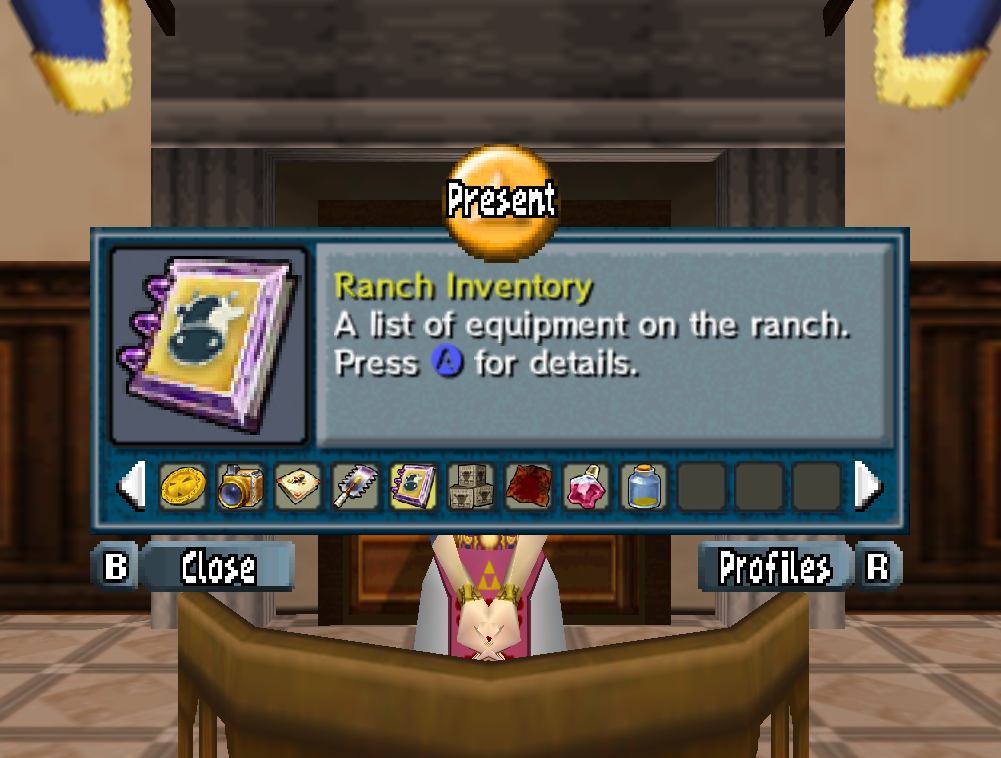 Present
Ranch Inventory
A list of equipment on the ranch.
Press A for details.
B Close
Profiles R